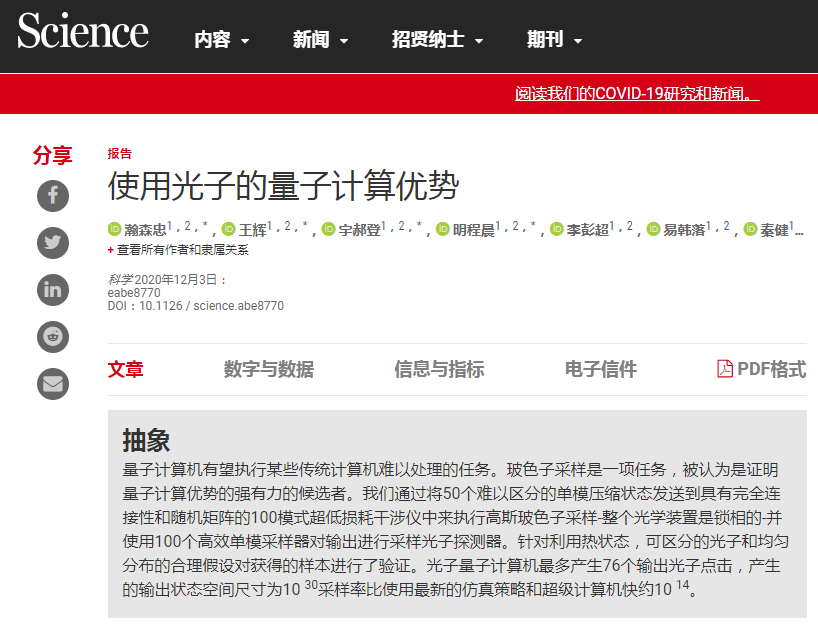 Science 内容 新闻 招贤纳士 期刊
阅读我们的COVID-19研究和新闻。
分享
报告
使用光子的量子计算优势
瀚森忠1，2，*，王辉1，2，*，宇郝登1，2，*，明程晨1，2，*，李彭超1，2，易韩落1，2，秦健1...
+ 查看所有作者和隶属关系
科学2020年12月3日：
eabe8770
DOI：10.1126 / science.abe8770
文章 数字与数据 信息与指标 电子信件 PDF格式
抽象
量子计算机有望执行某些传统计算机难以处理的任务。玻色子采样是一项任务，被认为是证明
量子计算优势的强有力的候选者。我们通过将50个难以区分的单模压缩状态发送到具有完全连
接性和随机矩阵的100模式超低损耗干涉仪中来执行高斯玻色子采样-整个光学装置是锁相的-并
使用100个高效单模采样器对输出进行采样光子探测器。针对利用热状态，可区分的光子和均匀
分布的合理假设对获得的样本进行了验证。光子量子计算机最多产生76个输出光子点击，产生
的输出状态空间尺寸为10 30采样率比使用最新的仿真策略和超级计算机快约10 14。